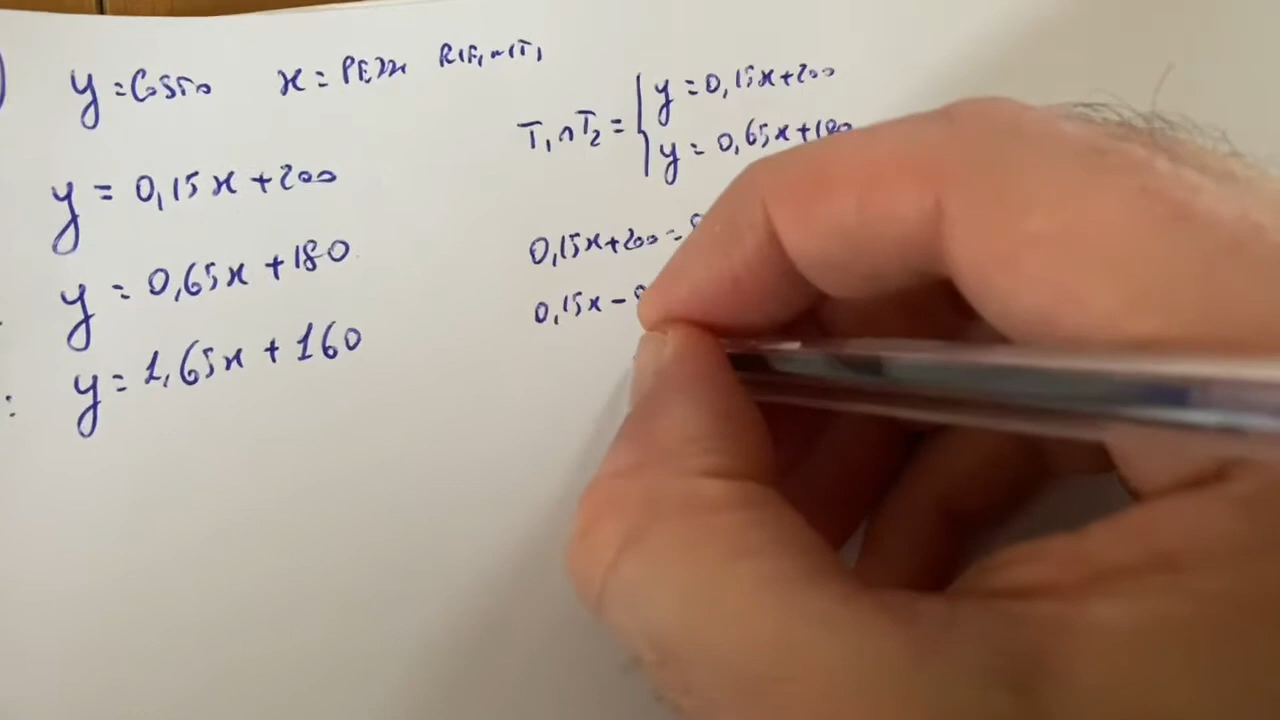 y = Costo x = PEZZI RIFINITI
y = 0,15x + 200
y = 0,65x + 180
: y = 1,65x + 160
T₁ ∩ T₂ = { y = 0,15x + 200
y = 0,65x + 180
0,15x + 200 =
0,15x -